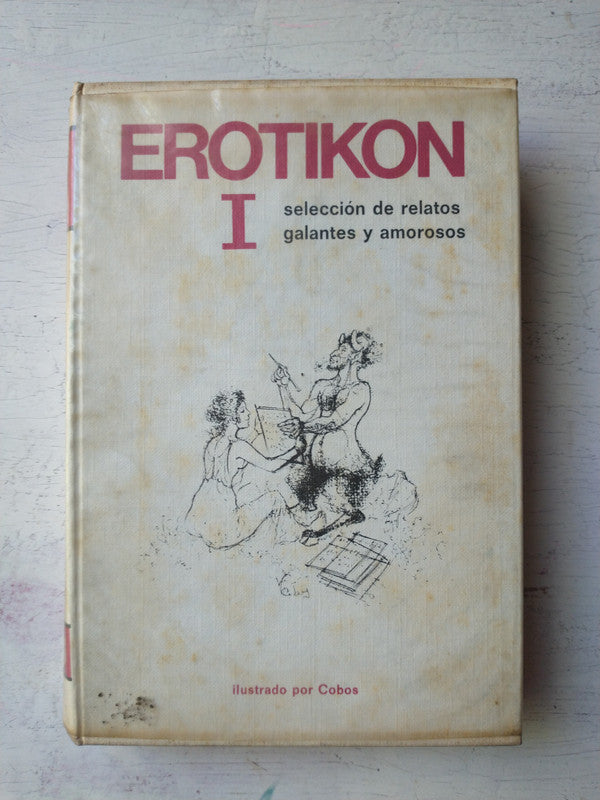 EROTIKON
I
selección de relatos
galantes y amorosos
ilustrado por Cobos